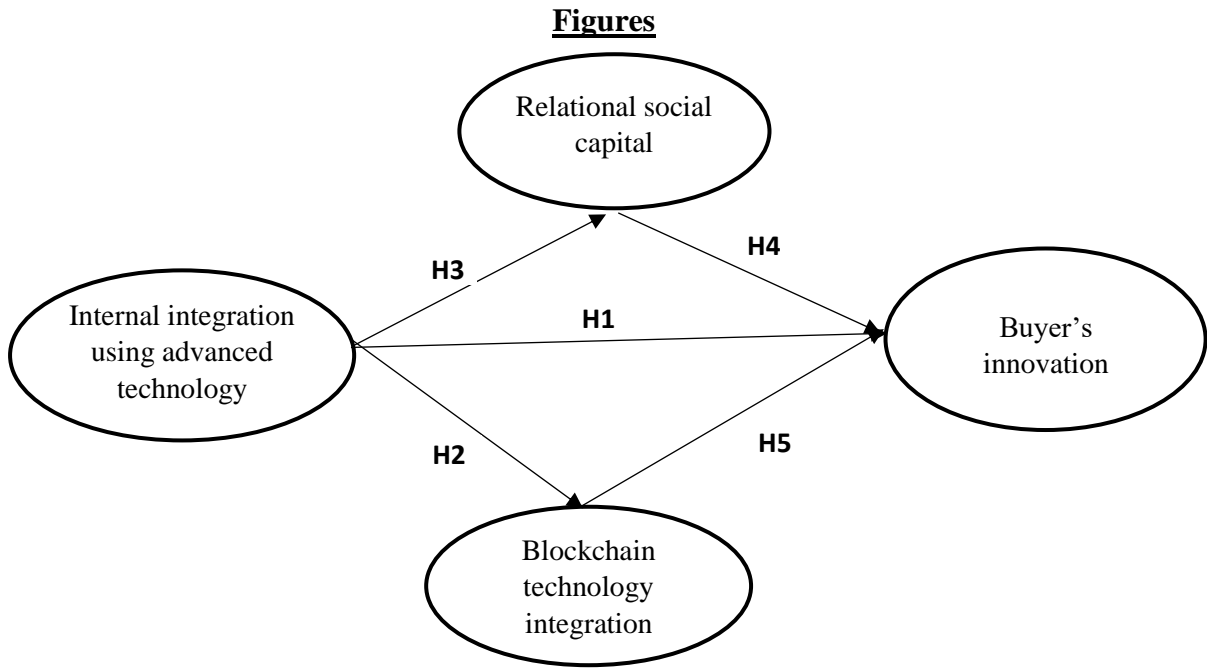 Figures
Relational social
capital
H3
H4
H1
Internal integration
using advanced
technology
Buyer’s
innovation
H2
H5
Blockchain
technology
integration